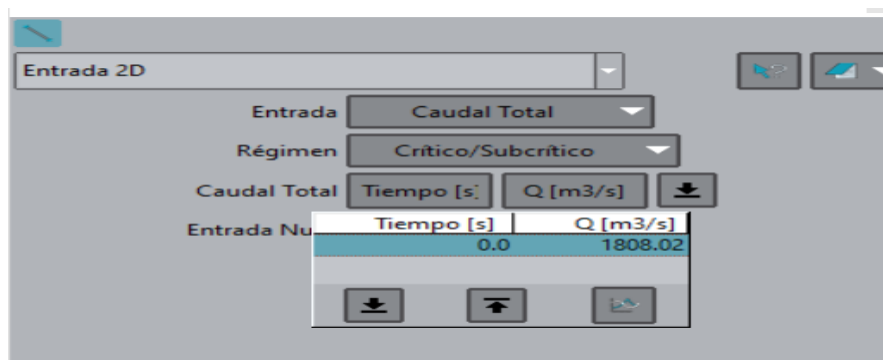 Entrada 2D
Entrada Caudal Total
Régimen Crítico/Subcrítico
Caudal Total Tiempo [s] Q [m3/s]
Entrada Nu
Tiempo [s] Q [m3/s]
0.0 1808.02